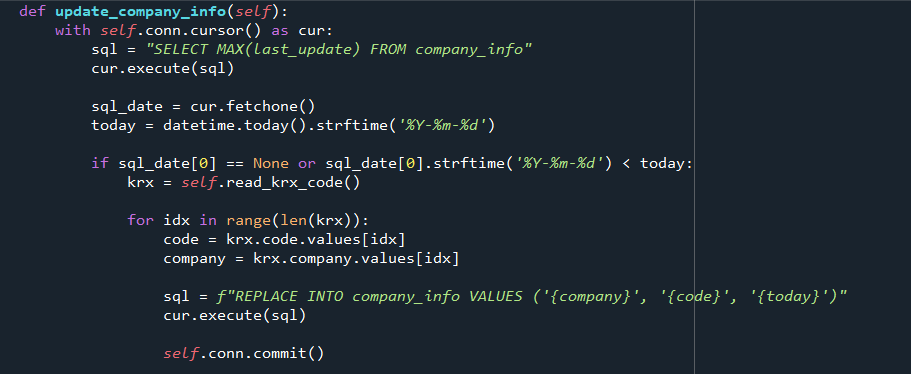 def update_company_info(self):
    with self.conn.cursor() as cur:
        sql = "SELECT MAX(last_update) FROM company_info"
        cur.execute(sql)

        sql_date = cur.fetchone()
        today = datetime.today().strftime('%Y-%m-%d')

        if sql_date[0] == None or sql_date[0].strftime('%Y-%m-%d') < today:
            krx = self.read_krx_code()

            for idx in range(len(krx)):
                code = krx.code.values[idx]
                company = krx.company.values[idx]

                sql = f"REPLACE INTO company_info VALUES ('{company}', '{code}', '{today}')"
                cur.execute(sql)

                self.conn.commit()